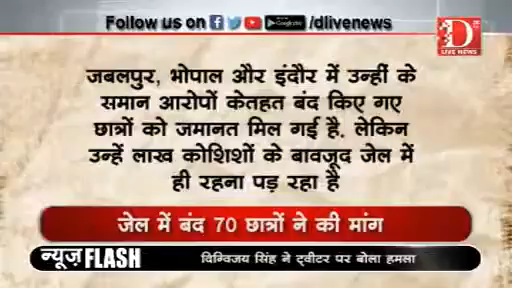 Follow us on /dlivenews
D
LIVE NEWS
जबलपुर, भोपाल और इंदौर में उन्हीं के
समान आरोपों केतहत बंद किए गए
छात्रों को जमानत मिल गई है. लेकिन
उन्हें लाख कोशिशों के बावजूद जेल में
ही रहना पड़ रहा है
जेल में बंद 70 छात्रों ने की मांग
न्यूज़ FLASH दिग्विजय सिंह ने ट्वीटर पर बोला हमसा